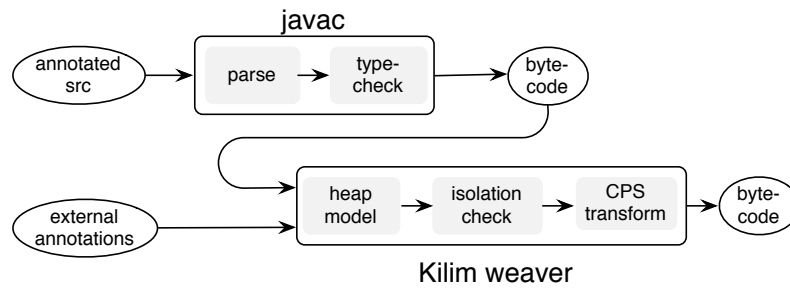 javac
annotated
src
parse
type-
check
byte-
code
external
annotations
heap
model
isolation
check
CPS
transform
byte-
code
Kilim weaver